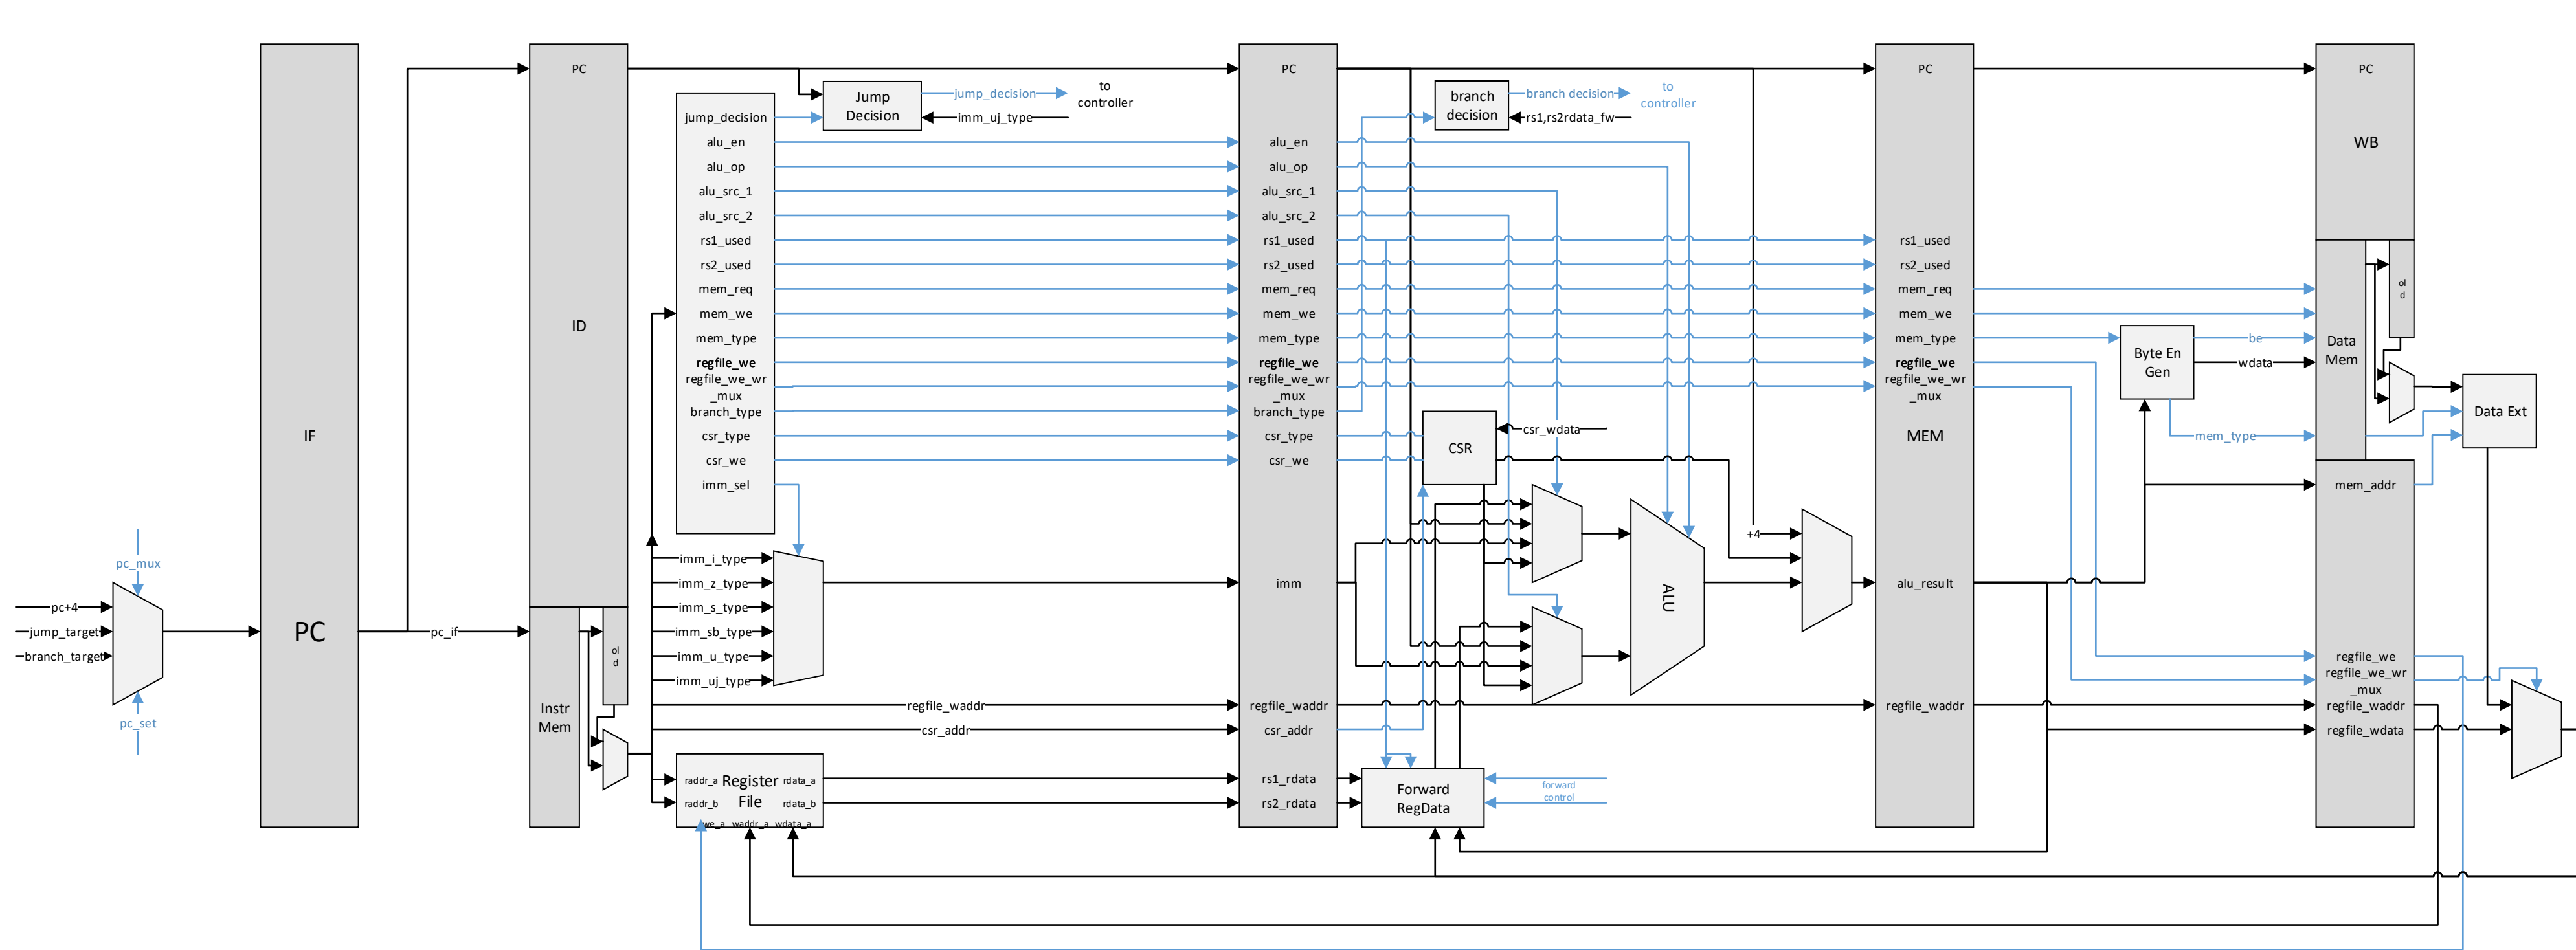 pc_mux
pc+4
jump_target
branch_target
pc_set
IF
PC
pc_if
PC
ID
ol
d
Instr
Mem
jump_decision
alu_en
alu_op
alu_src_1
alu_src_2
rs1_used
rs2_used
mem_req
mem_we
mem_type
regfile_we
regfile_we_wr
_mux
branch_type
csr_type
csr_we
imm_sel
Jump
Decision
jump_decision
imm_uj_type
to
controller
imm_i_type
imm_z_type
imm_s_type
imm_sb_type
imm_u_type
imm_uj_type
regfile_waddr
csr_addr
raddr_a
Register
File
rdata_a
raddr_b
rdata_b
we_a
waddr_a
wdata_a
PC
alu_en
alu_op
alu_src_1
alu_src_2
rs1_used
rs2_used
mem_req
mem_we
mem_type
regfile_we
regfile_we_wr
_mux
branch_type
csr_type
csr_we
imm
regfile_waddr
csr_addr
rs1_rdata
rs2_rdata
branch
decision
branch decision
rs1,rs2rdata_fw
to
controller
CSR
csr_wdata
ALU
+4
Forward
RegData
forward
control
PC
rs1_used
rs2_used
mem_req
mem_we
mem_type
regfile_we
regfile_we_wr
_mux
MEM
alu_result
regfile_waddr
Byte En
Gen
be
wdata
mem_type
PC
WB
ol
d
Data
Mem
Data Ext
mem_addr
regfile_we
regfile_we_wr
_mux
regfile_waddr
regfile_wdata